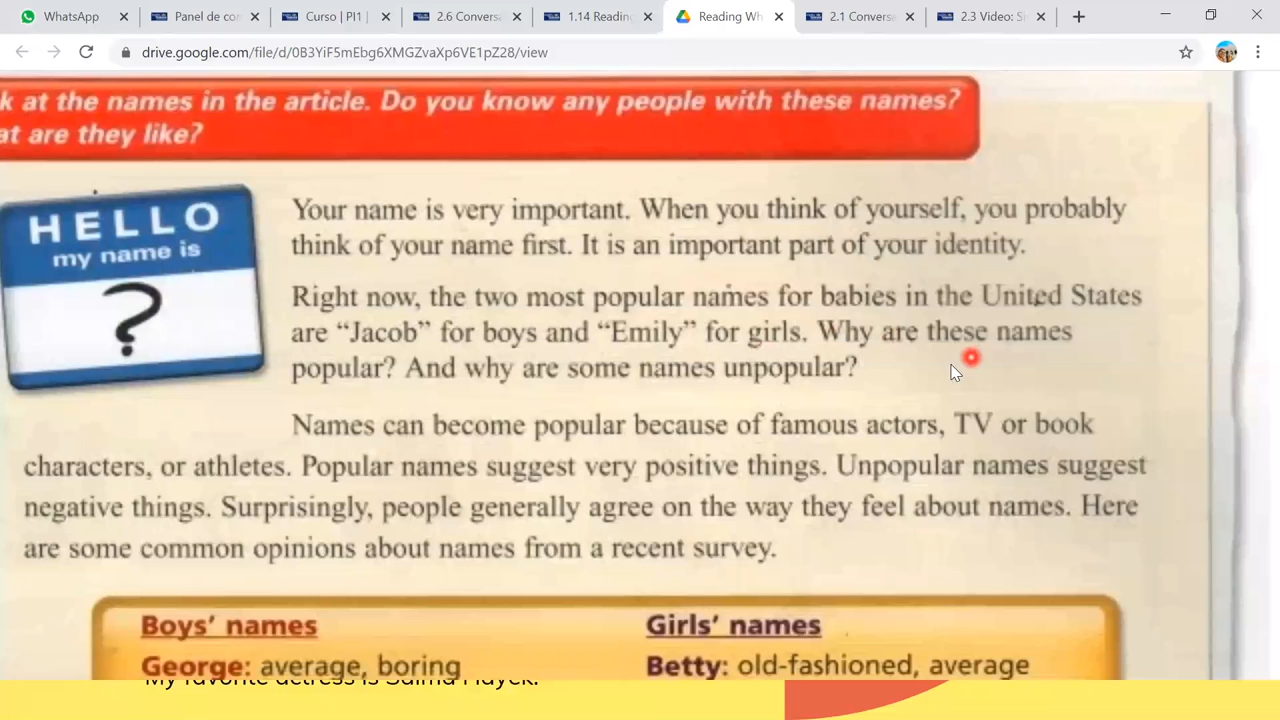 WhatsApp
Panel de co
Curso | PI1 |
2.6 Convers
1.14 Reading
Reading Wh
2.1 Convers
2.3 Video: S
drive.google.com/file/d/0B3YiF5mEbg6XMGZvaXp6VE1pZ28/view
k at the names in the article. Do you know any people with these names?
at are they like?
HELLO
my name is
?
Your name is very important. When you think of yourself, you probably
think of your name first. It is an important part of your identity.
Right now, the two most popular names for babies in the United States
are “Jacob” for boys and “Emily” for girls. Why are these names
popular? And why are some names unpopular?
Names can become popular because of famous actors, TV or book
characters, or athletes. Popular names suggest very positive things. Unpopular names suggest
negative things. Surprisingly, people generally agree on the way they feel about names. Here
are some common opinions about names from a recent survey.
Boys’ names
Girls’ names
George: average, boring
Betty: old-fashioned, average
My favorite actress is Salma Hayek.